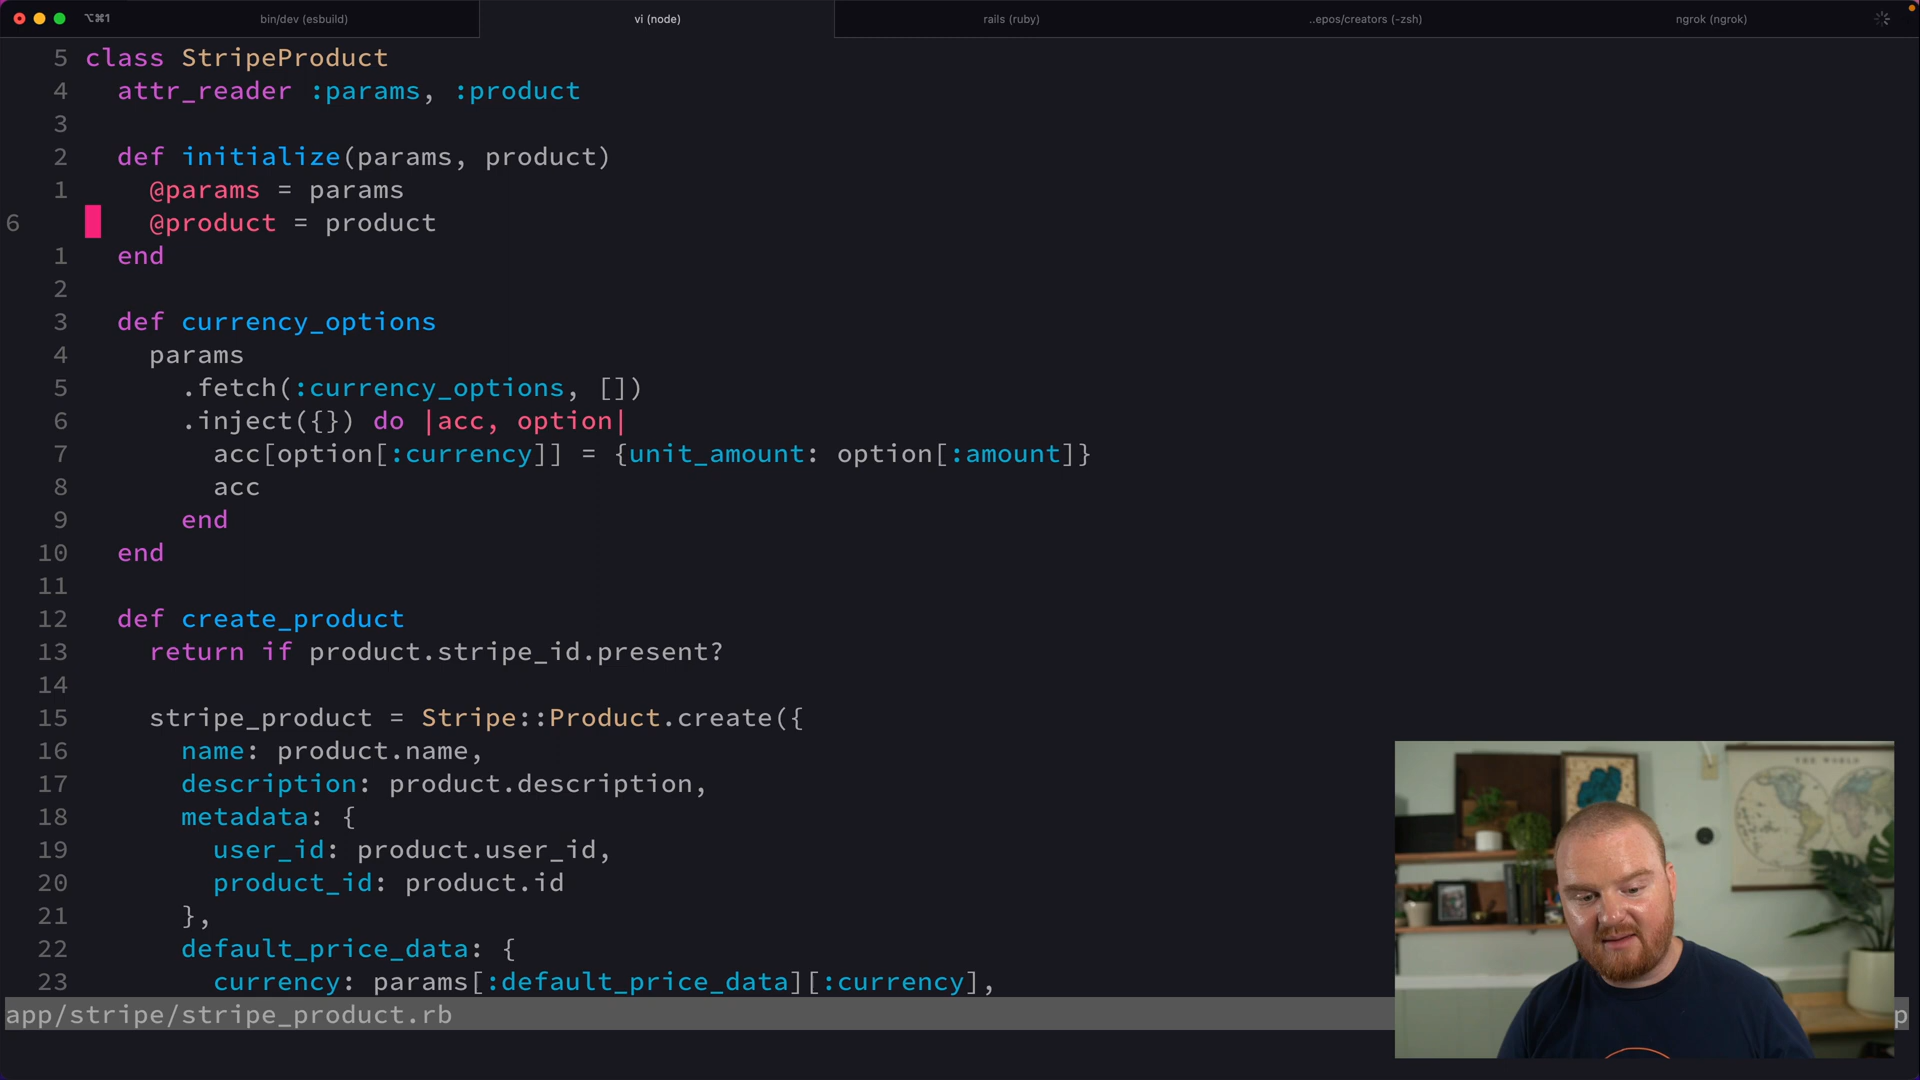 ⌥⌘1 bin/dev (esbuild) vi (node) rails (ruby) ..epos/creators (-zsh) ngrok (ngrok)
5 class StripeProduct
4 attr_reader :params, :product
3
2 def initialize(params, product)
1 @params = params
6 @product = product
1 end
2
3 def currency_options
4 params
5 .fetch(:currency_options, [])
6 .inject({}) do |acc, option|
7 acc[option[:currency]] = {unit_amount: option[:amount]}
8 acc
9 end
10 end
11
12 def create_product
13 return if product.stripe_id.present?
14
15 stripe_product = Stripe::Product.create({
16 name: product.name,
17 description: product.description,
18 metadata: {
19 user_id: product.user_id,
20 product_id: product.id
21 },
22 default_price_data: {
23 currency: params[:default_price_data][:currency],
app/stripe/stripe_product.rb
p
THE WORLD